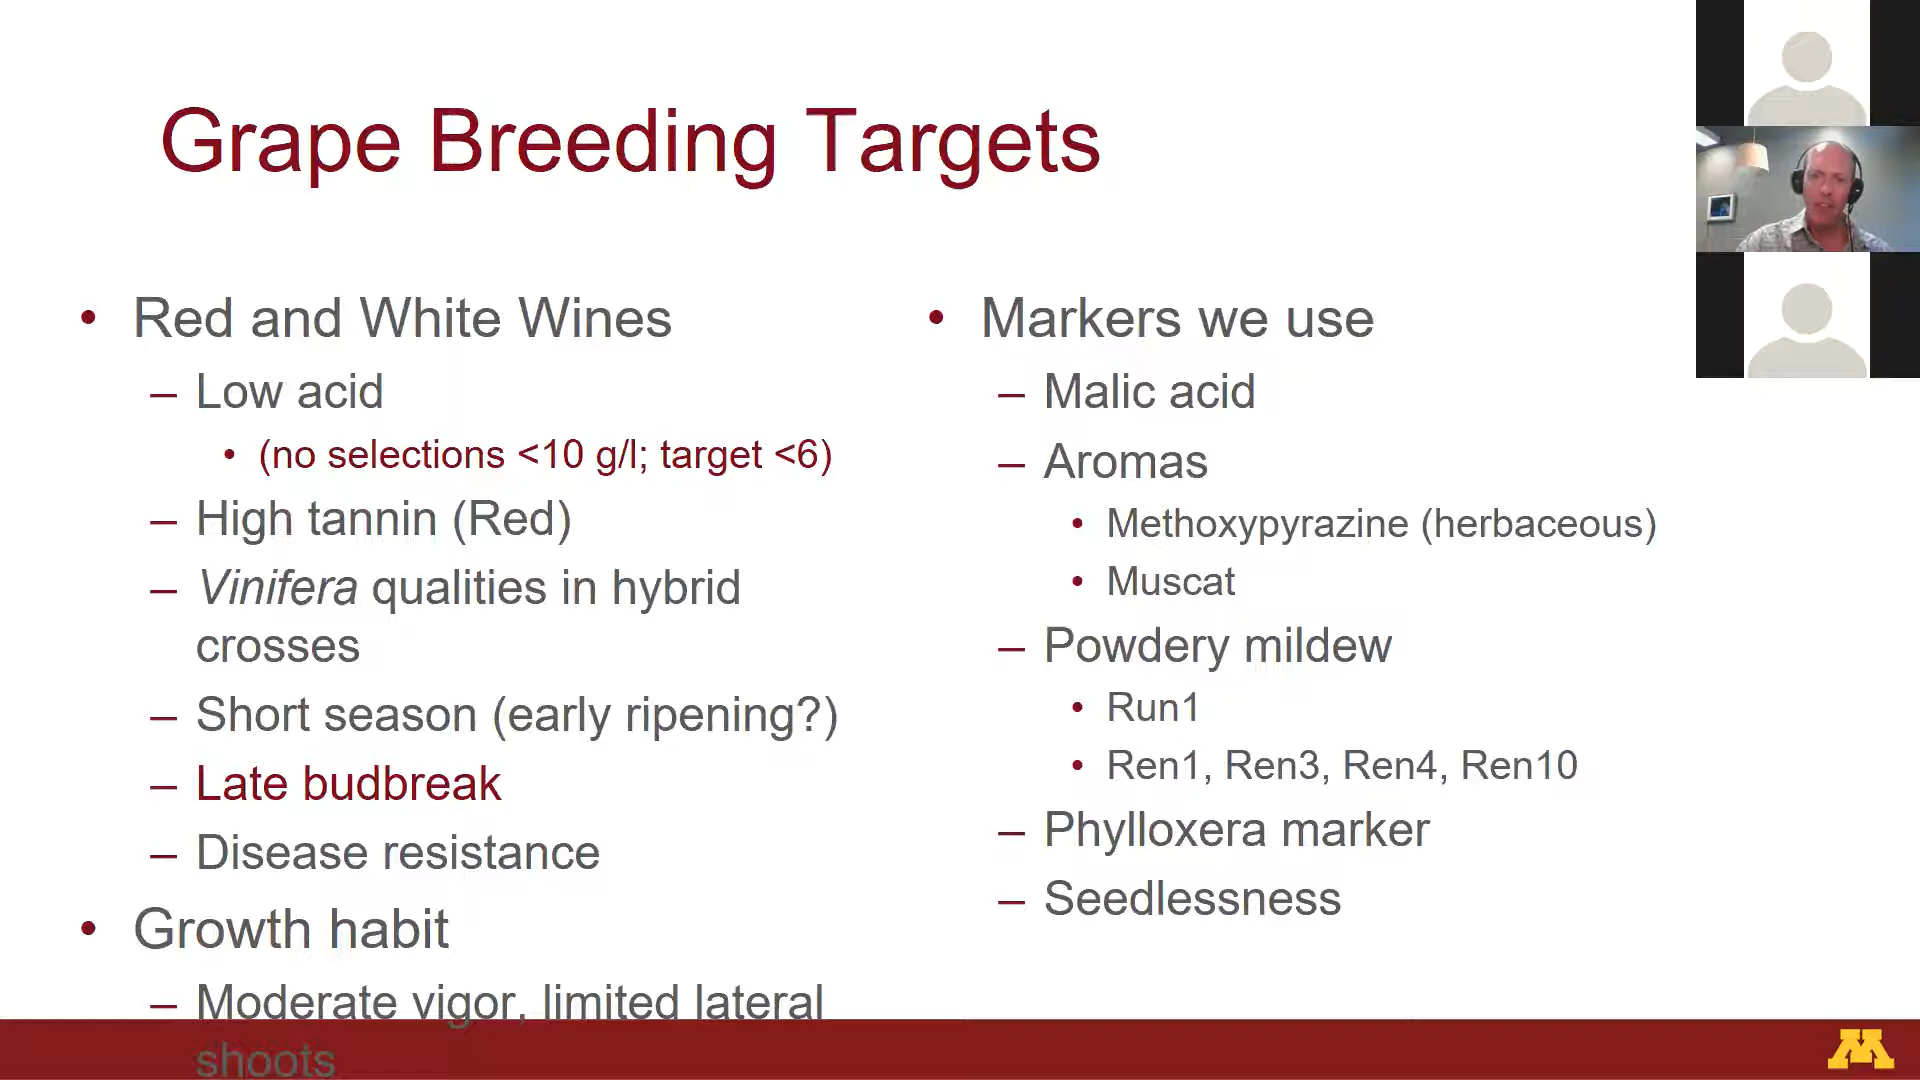 Grape Breeding Targets
• Red and White Wines
– Low acid
• (no selections <10 g/l; target <6)
– High tannin (Red)
– Vinifera qualities in hybrid
crosses
– Short season (early ripening?)
– Late budbreak
– Disease resistance
• Growth habit
– Moderate vigor, limited lateral
shoots
• Markers we use
– Malic acid
– Aromas
• Methoxypyrazine (herbaceous)
• Muscat
– Powdery mildew
• Run1
• Ren1, Ren3, Ren4, Ren10
– Phylloxera marker
– Seedlessness
M